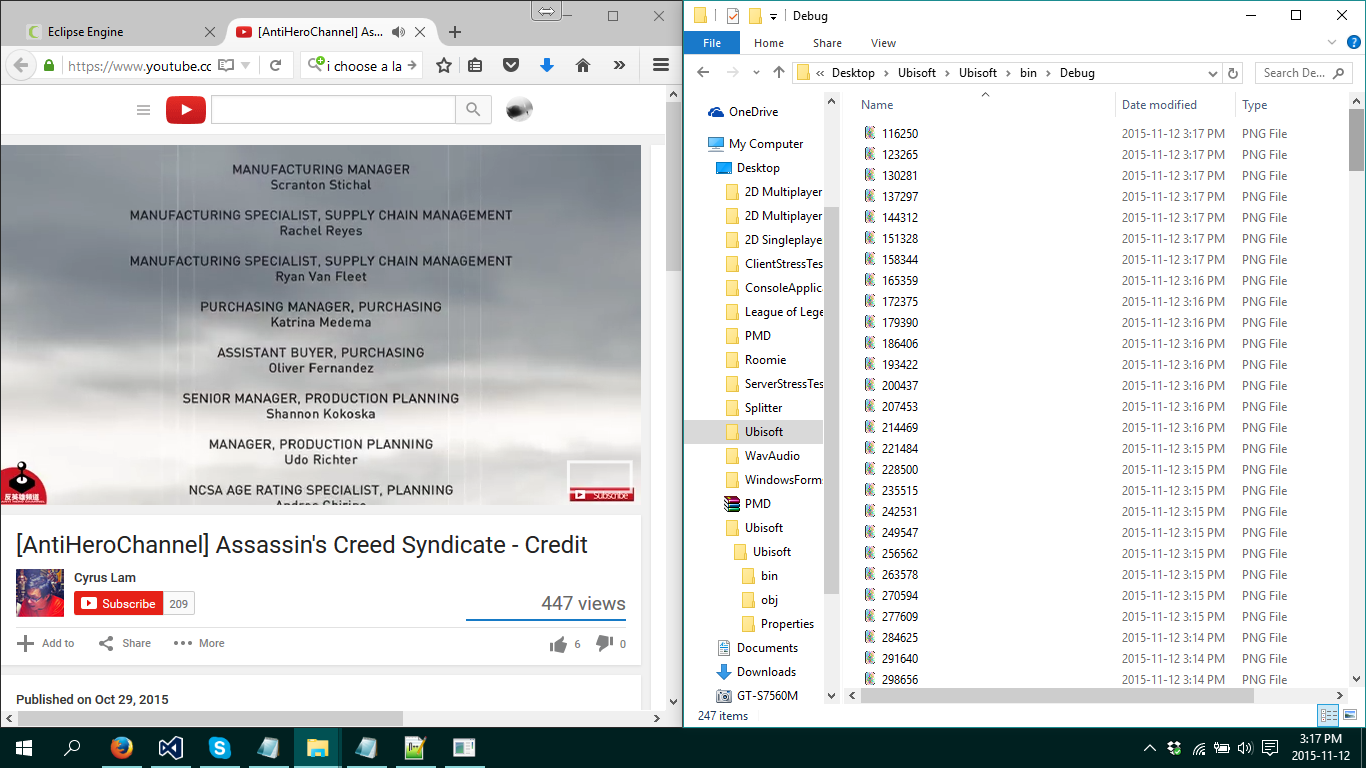 Eclipse Engine
[AntiHeroChannel] As...
https://www.youtube.cc
i choose a la
MANUFACTURING MANAGER
Scranton Stichal
MANUFACTURING SPECIALIST, SUPPLY CHAIN MANAGEMENT
Rachel Reyes
MANUFACTURING SPECIALIST, SUPPLY CHAIN MANAGEMENT
Ryan Van Fleet
PURCHASING MANAGER, PURCHASING
Katrina Medema
ASSISTANT BUYER, PURCHASING
Oliver Fernandez
SENIOR MANAGER, PRODUCTION PLANNING
Shannon Kokoska
MANAGER, PRODUCTION PLANNING
Udo Richter
NCSA AGE RATING SPECIALIST, PLANNING
反英雄頻道
Subscribe
[AntiHeroChannel] Assassin's Creed Syndicate - Credit
Cyrus Lam
Subscribe 209
447 views
Add to Share More 6 0
Published on Oct 29, 2015
Debug
File Home Share View
« Desktop Ubisoft Ubisoft bin Debug
Search De...
OneDrive
My Computer
Desktop
2D Multiplayer
2D Multiplayer
2D Singleplaye
ClientStressTes
ConsoleApplica
League of Lege
PMD
Roomie
ServerStressTes
Splitter
Ubisoft
WavAudio
WindowsForm
PMD
Ubisoft
Ubisoft
bin
obj
Properties
Documents
Downloads
GT-S7560M
Name Date modified Type
116250 2015-11-12 3:17 PM PNG File
123265 2015-11-12 3:17 PM PNG File
130281 2015-11-12 3:17 PM PNG File
137297 2015-11-12 3:17 PM PNG File
144312 2015-11-12 3:17 PM PNG File
151328 2015-11-12 3:17 PM PNG File
158344 2015-11-12 3:17 PM PNG File
165359 2015-11-12 3:16 PM PNG File
172375 2015-11-12 3:16 PM PNG File
179390 2015-11-12 3:16 PM PNG File
186406 2015-11-12 3:16 PM PNG File
193422 2015-11-12 3:16 PM PNG File
200437 2015-11-12 3:16 PM PNG File
207453 2015-11-12 3:16 PM PNG File
214469 2015-11-12 3:16 PM PNG File
221484 2015-11-12 3:15 PM PNG File
228500 2015-11-12 3:15 PM PNG File
235515 2015-11-12 3:15 PM PNG File
242531 2015-11-12 3:15 PM PNG File
249547 2015-11-12 3:15 PM PNG File
256562 2015-11-12 3:15 PM PNG File
263578 2015-11-12 3:15 PM PNG File
270594 2015-11-12 3:15 PM PNG File
277609 2015-11-12 3:15 PM PNG File
284625 2015-11-12 3:14 PM PNG File
291640 2015-11-12 3:14 PM PNG File
298656 2015-11-12 3:14 PM PNG File
247 items
3:17 PM
2015-11-12